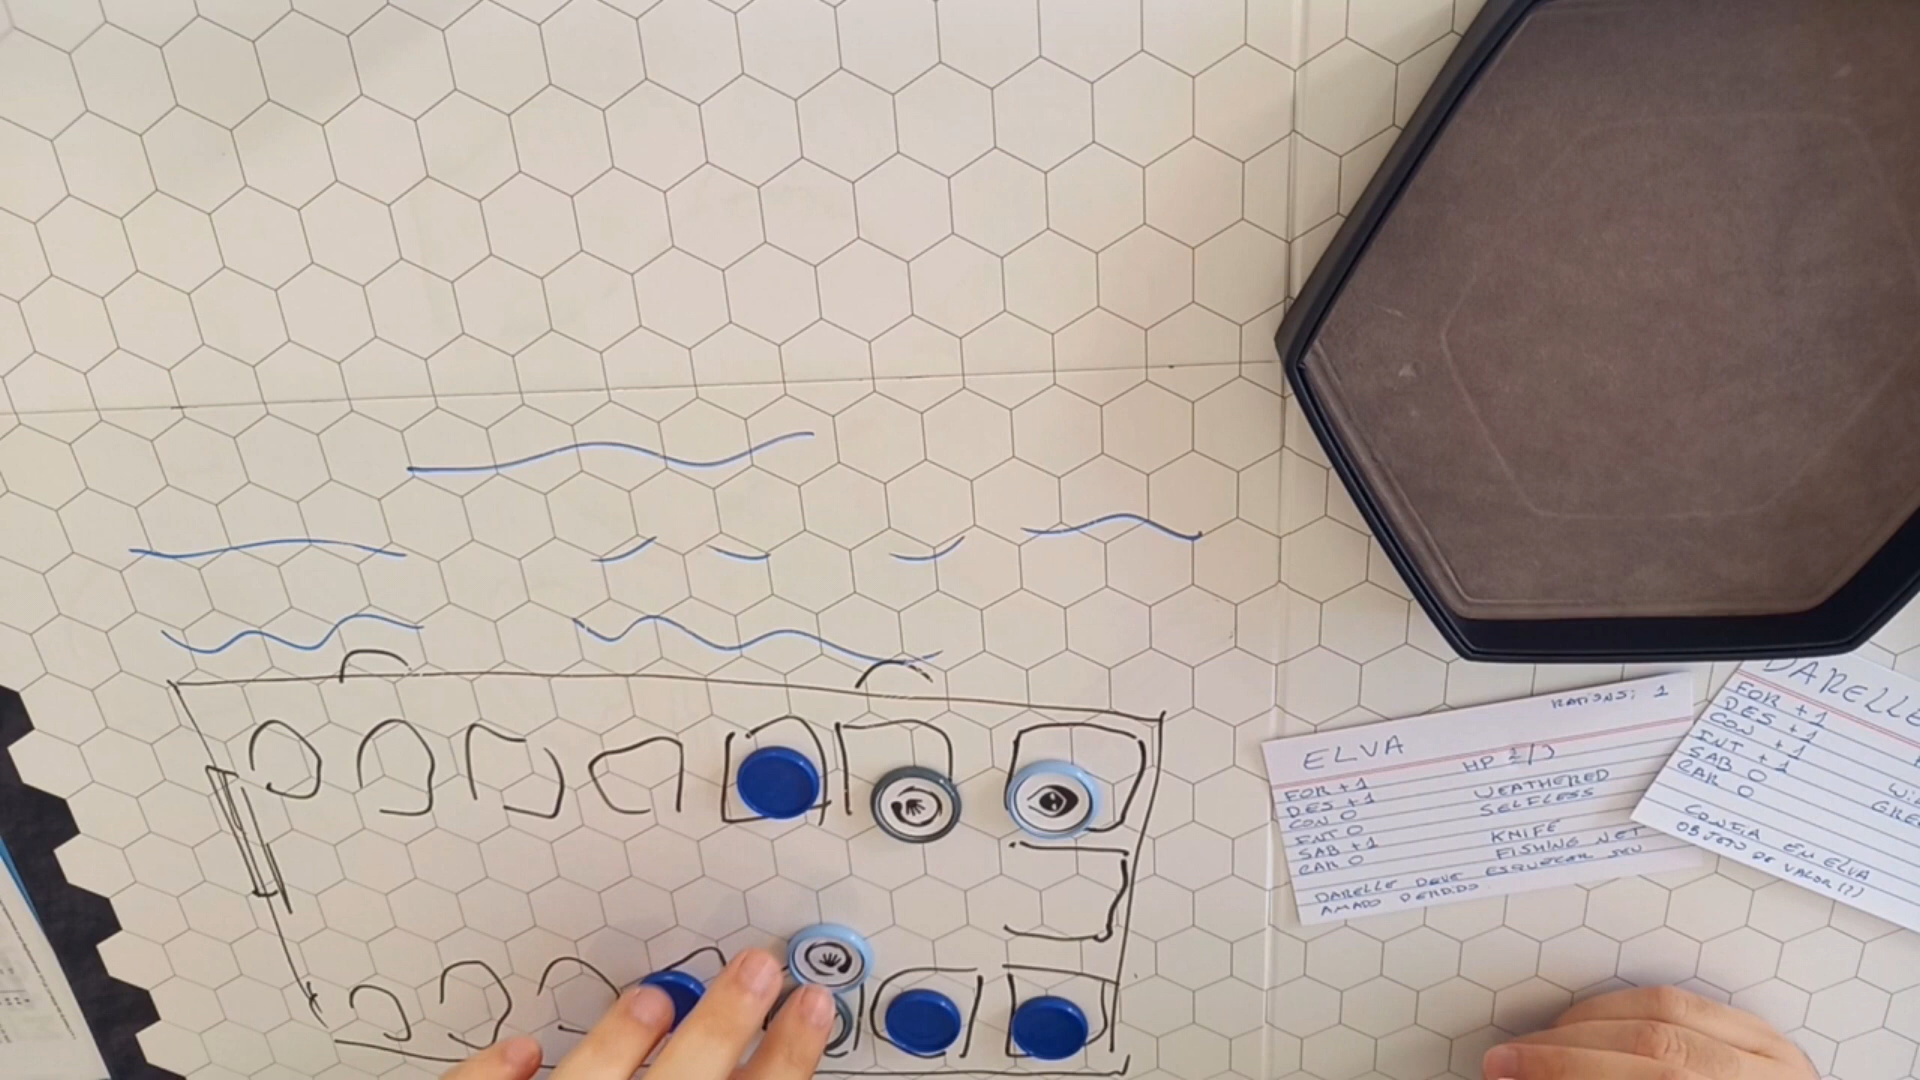 RATIONS: 1
ELVA
HP 2/3
FOR +1
DES +1
CON 0
INT 0
SAB +1
CAR 0
WEATHERED
SELFLESS
KNIFE
FISHING NET
DARELLE DEVE ESQUECER SEU
AMADO PERDIDO
DARELLE
FOR +1
DES +1
CON +1
INT +1
SAB 0
CAR 0
CONFIA EM ELVA
OBJETO DE VALOR(?)